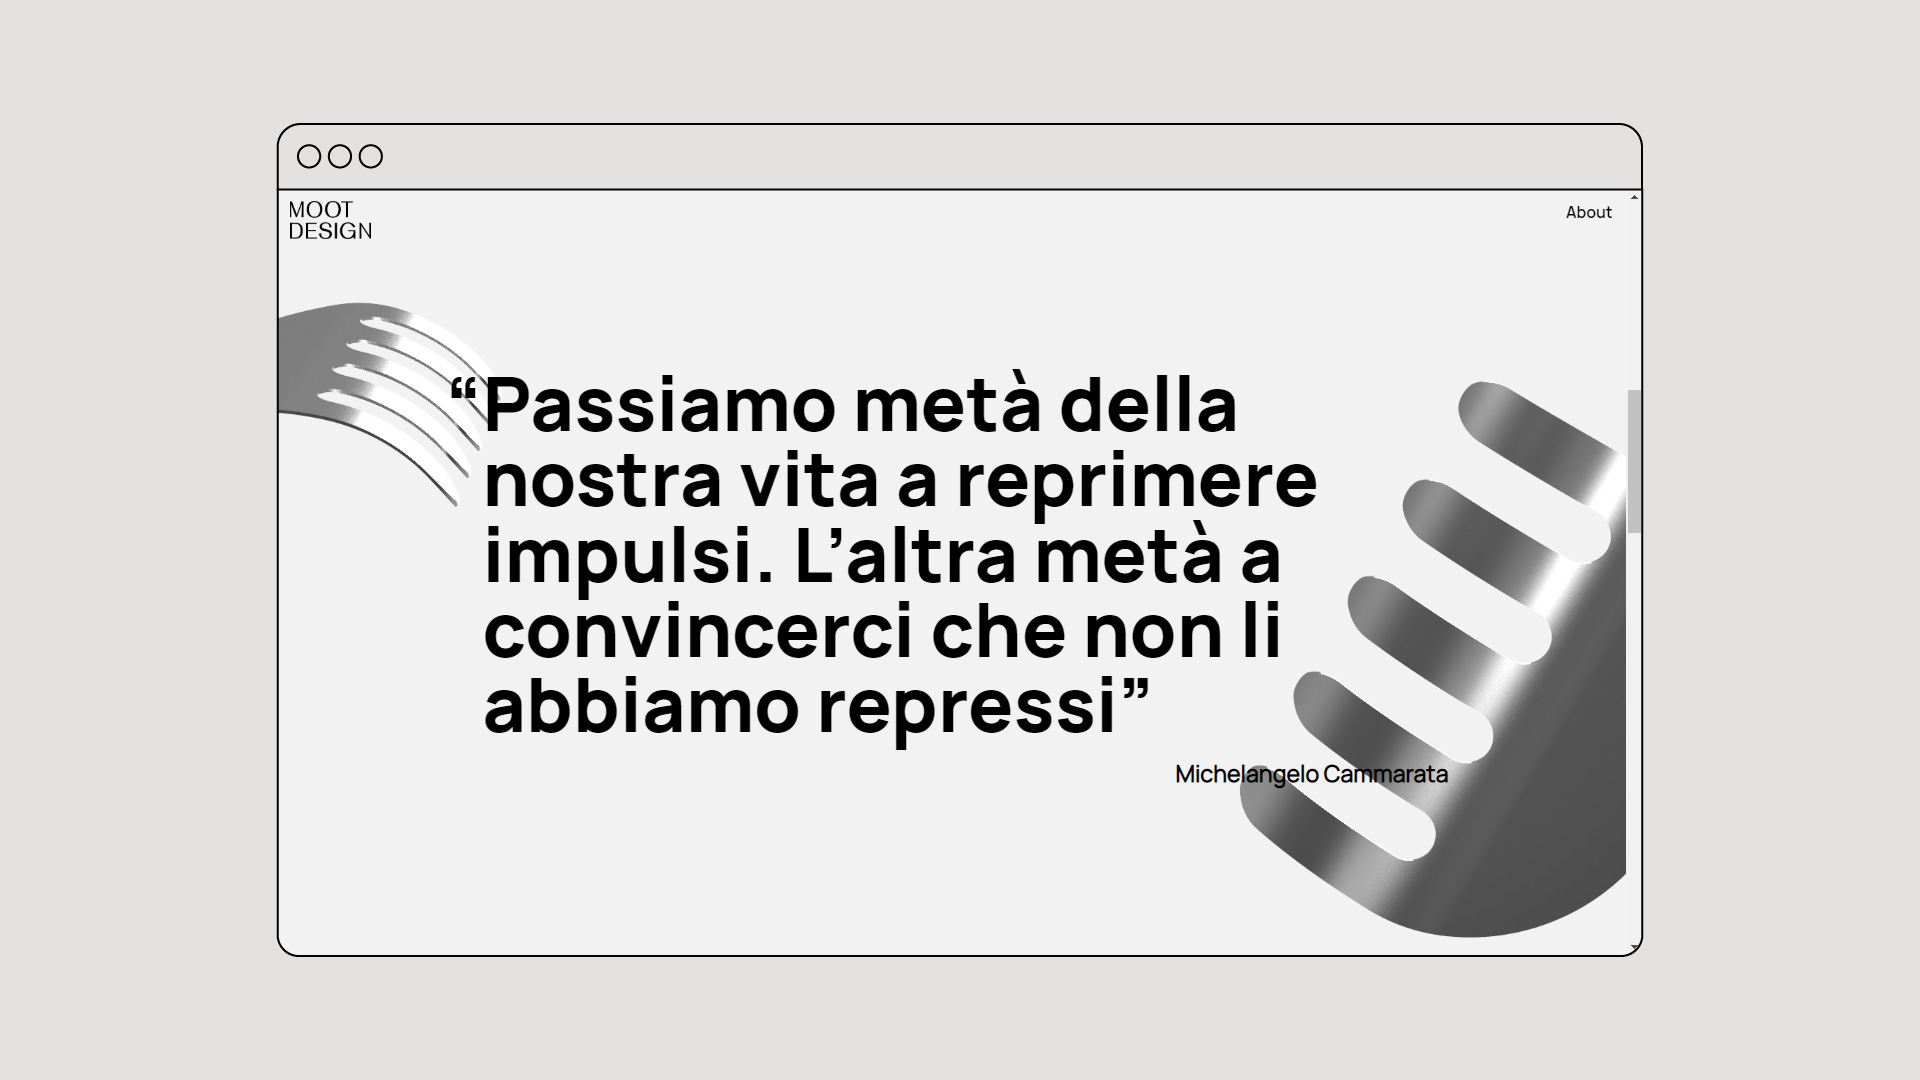 MOOT
DESIGN
About
“Passiamo metà della
nostra vita a reprimere
impulsi. L’altra metà a
convincerci che non li
abbiamo repressi”
Michelangelo Cammarata